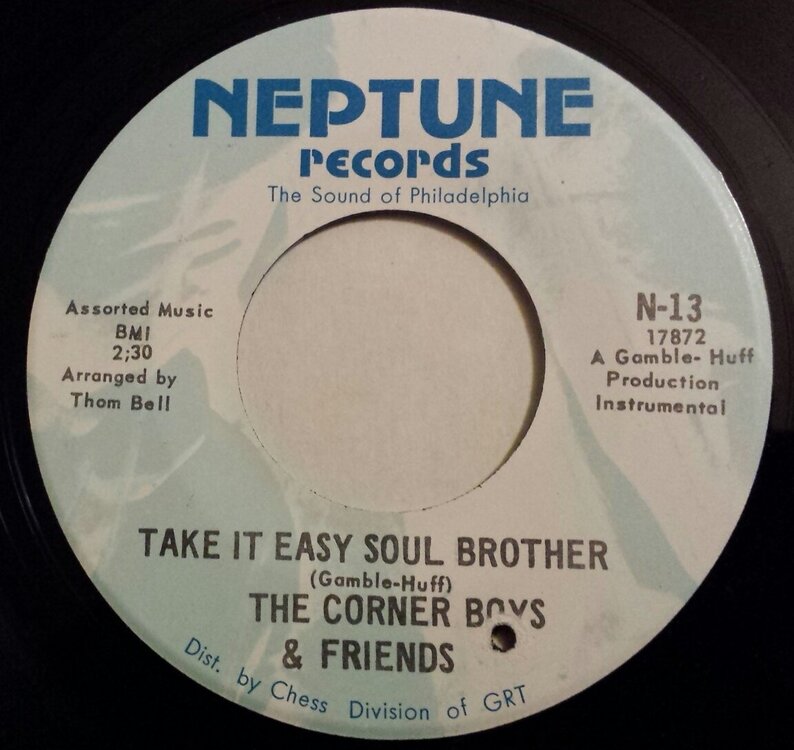 NEPTUNE
records
The Sound of Philadelphia
Assorted Music
BMI
2;30
Arranged by
Thom Bell
N-13
17872
A Gamble- Huff
Production
Instrumental
TAKE IT EASY SOUL BROTHER
(Gamble-Huff)
THE CORNER BOYS
& FRIENDS
Dist. by Chess Division of GRT